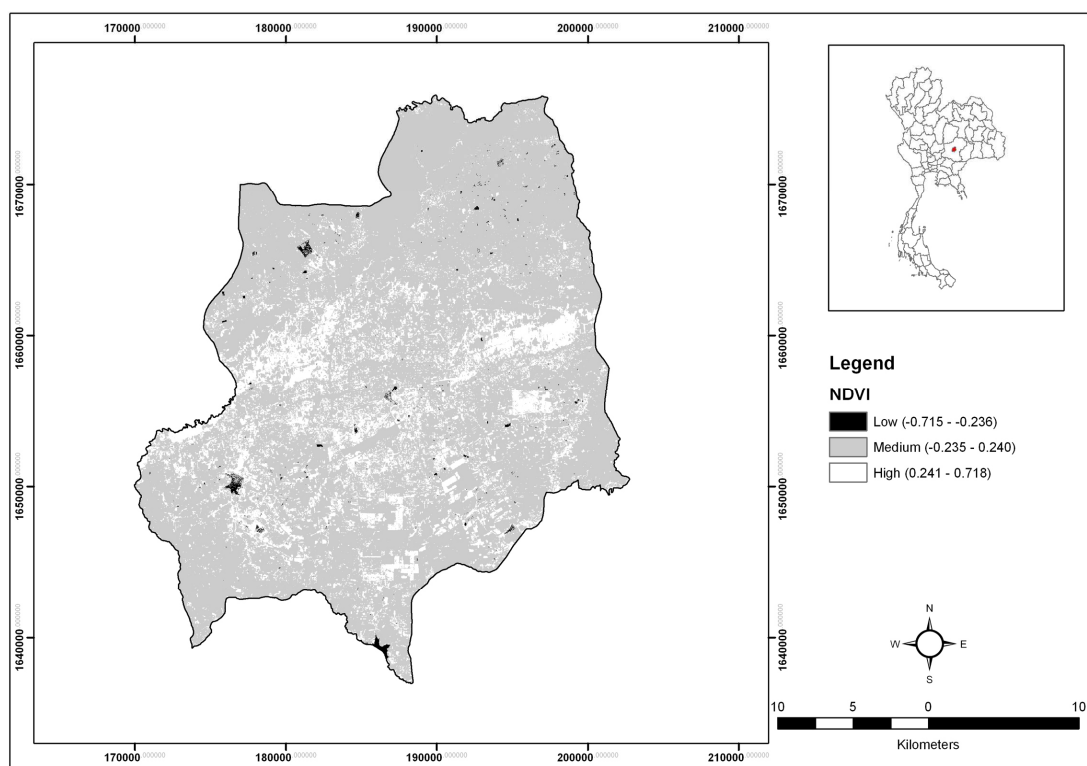 170000.000000 180000.000000 190000.000000 200000.000000 210000.000000
1670000.000000 1670000.000000
1660000.000000 1660000.000000
1650000.000000 1650000.000000
1640000.000000 1640000.000000
170000.000000 180000.000000 190000.000000 200000.000000 210000.000000
Legend
NDVI
Low (-0.715 - -0.236)
Medium (-0.235 - 0.240)
High (0.241 - 0.718)
N
W E
S
10 5 0 10
Kilometers